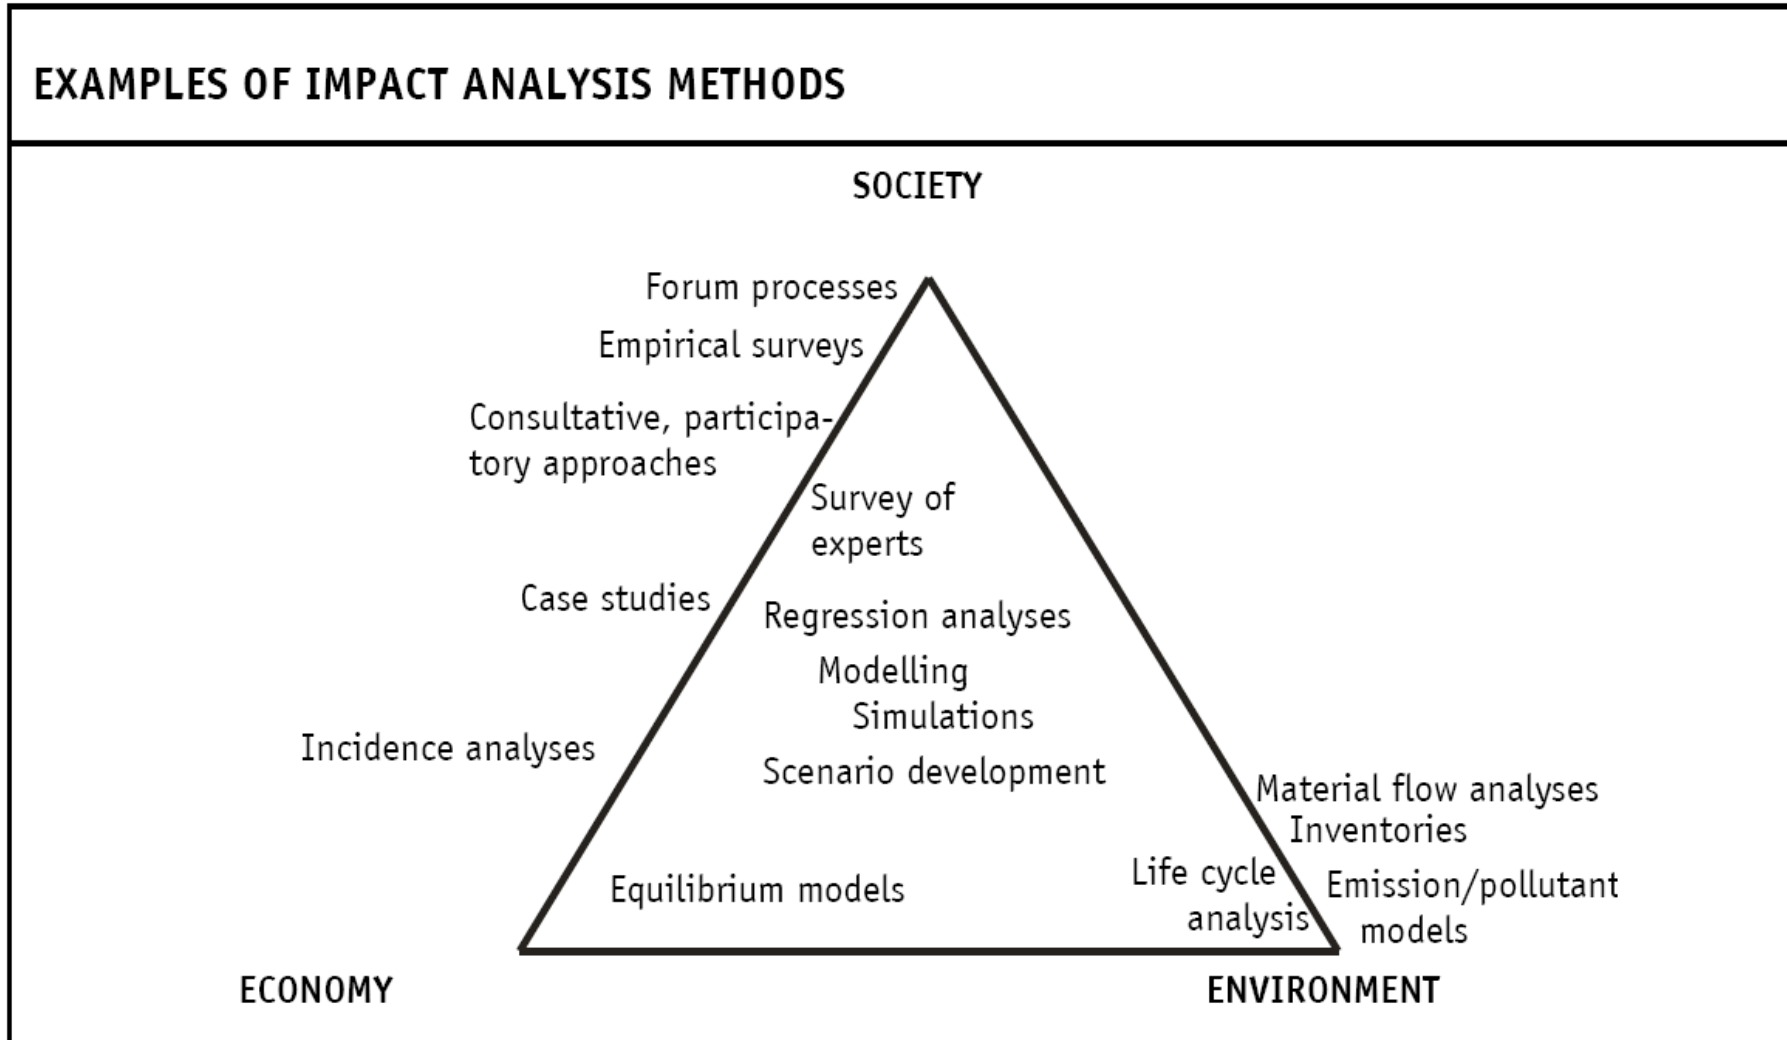 EXAMPLES OF IMPACT ANALYSIS METHODS
SOCIETY
Forum processes
Empirical surveys
Consultative, participa-
tory approaches
Survey of
experts
Case studies
Regression analyses
Modelling
Simulations
Incidence analyses
Scenario development
Material flow analyses
Inventories
Life cycle
analysis
Emission/pollutant
models
Equilibrium models
ECONOMY
ENVIRONMENT